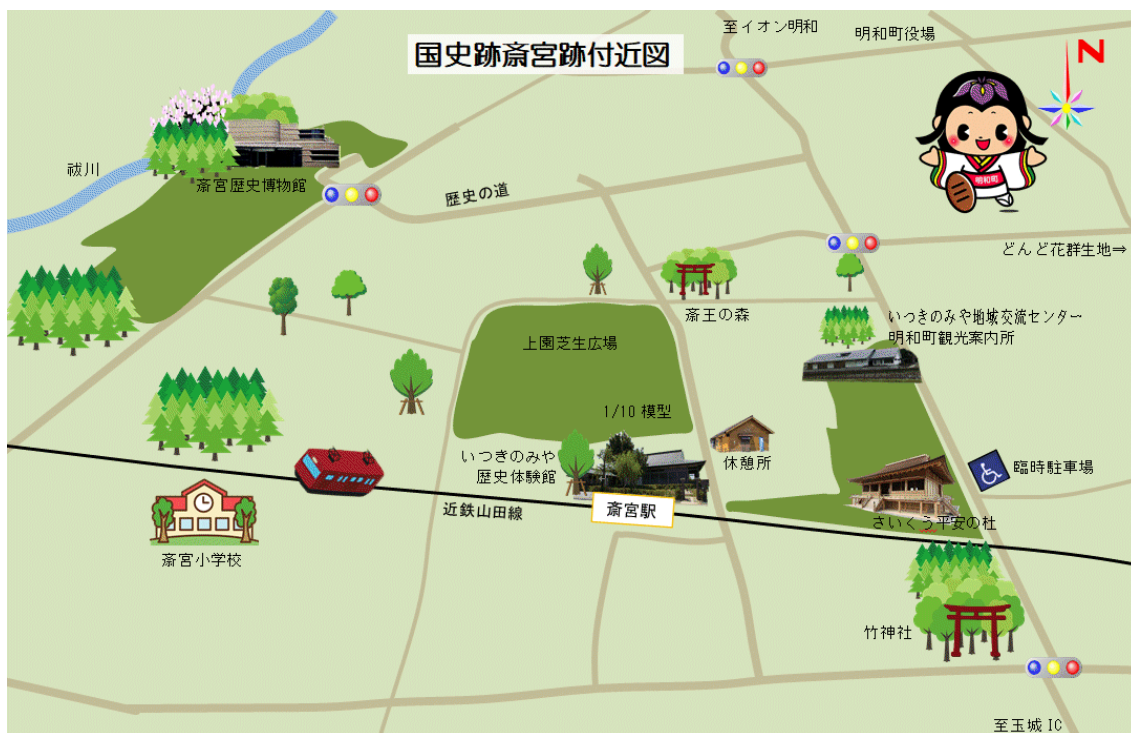 国史跡斎宮跡付近図
至イオン明和
明和町役場
N
明和町
祓川
斎宮歴史博物館
歴史の道
どんど花群生地⇒
斎王の森
いつきのみや地域交流センター
明和町観光案内所
上園芝生広場
1/10 模型
いつきのみや
歴史体験館
休憩所
臨時駐車場
近鉄山田線
斎宮駅
さいくう平安の杜
斎宮小学校
竹神社
至玉城 IC